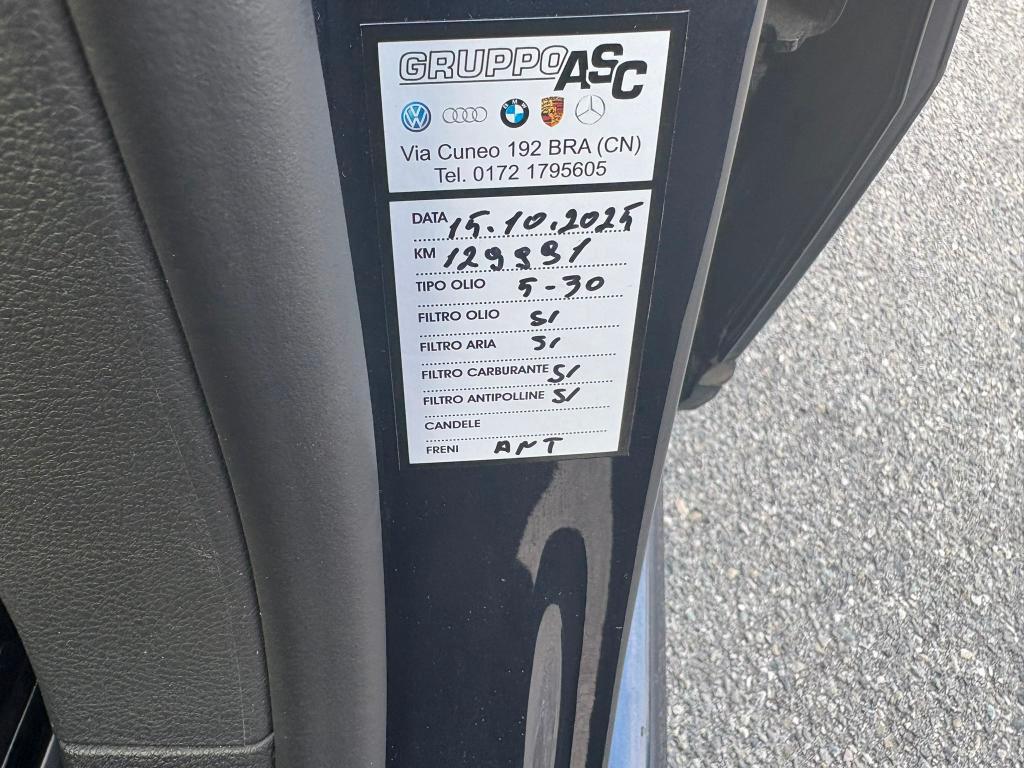 GRUPPO ASC
BMW
Via Cuneo 192 BRA (CN)
Tel. 0172 1795605
DATA 15.10.2025
KM 129991
TIPO OLIO 5-30
FILTRO OLIO SI
FILTRO ARIA SI
FILTRO CARBURANTE SI
FILTRO ANTIPOLLINE SI
CANDELE
FRENI ANT